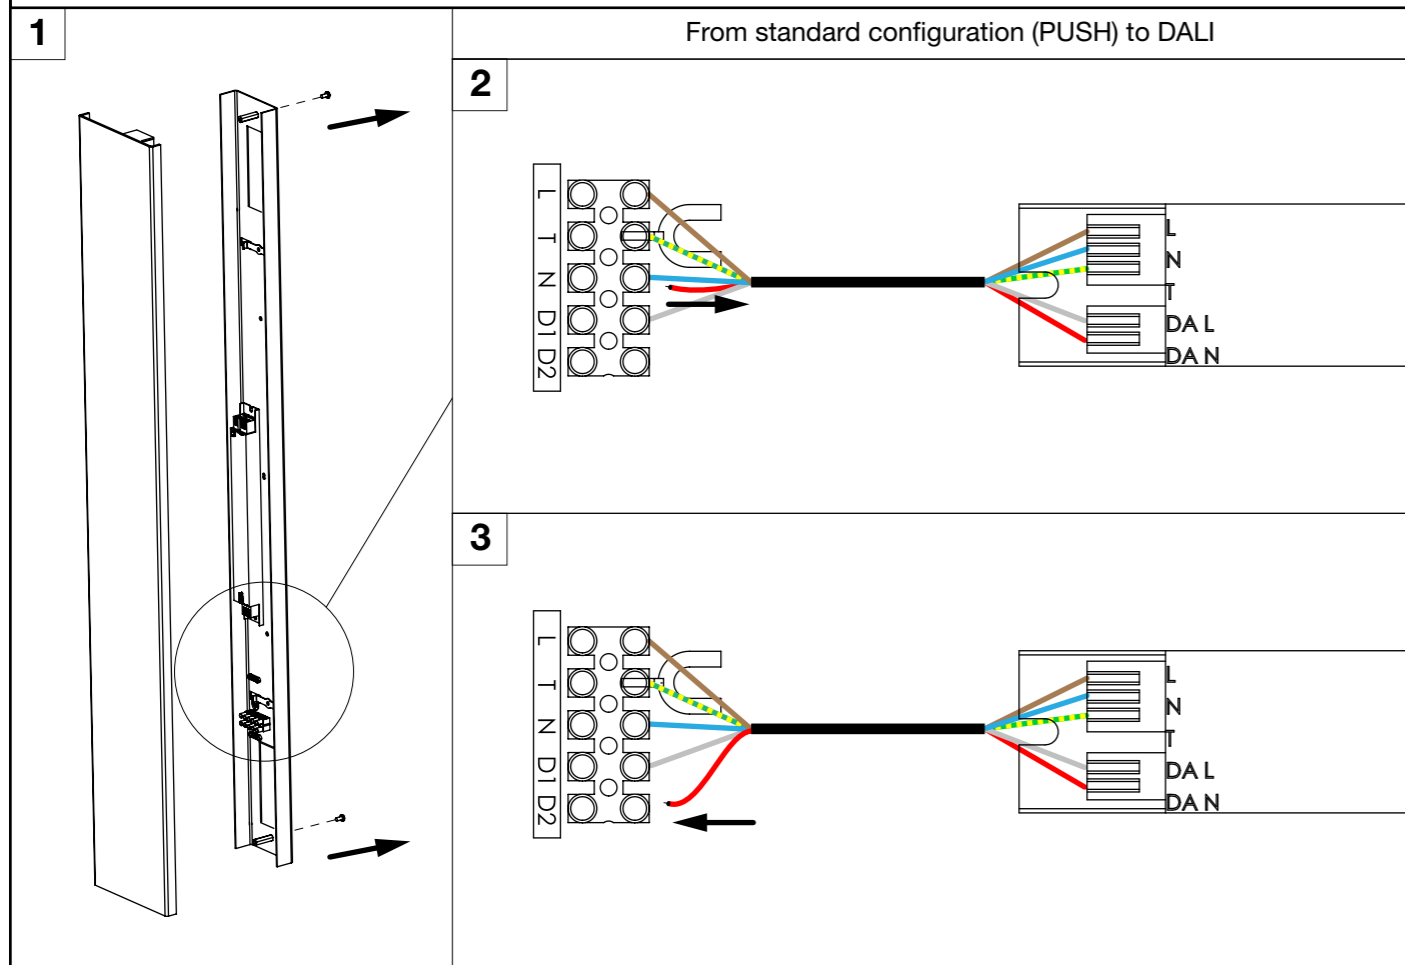 1
From standard configuration (PUSH) to DALI
2
L
T
N
D1
D2
L
N
T
DA L
DA N
3
L
T
N
D1
D2
L
N
T
DA L
DA N